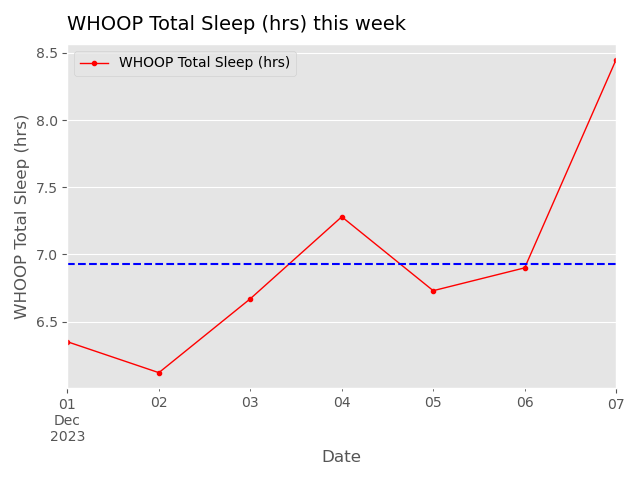 WHOOP Total Sleep (hrs) this week
WHOOP Total Sleep (hrs)
WHOOP Total Sleep (hrs)
8.5
8.0
7.5
7.0
6.5
01
Dec
2023
02
03
04
05
06
07
Date